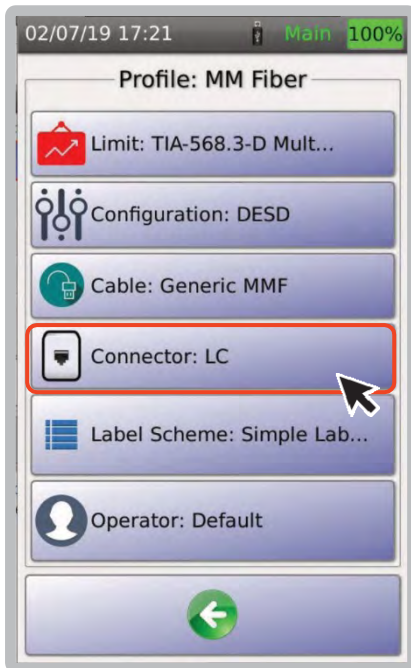 02/07/19 17:21 Main 100%
Profile: MM Fiber
Limit: TIA-568.3-D Mult...
Configuration: DESD
Cable: Generic MMF
Connector: LC
Label Scheme: Simple Lab...
Operator: Default